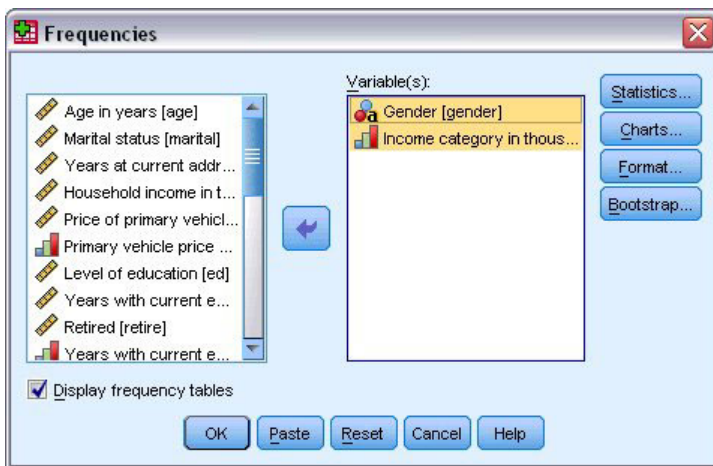 Frequencies
Age in years [age]
Marital status [marital]
Years at current addr...
Household income in t...
Price of primary vehicl...
Primary vehicle price ...
Level of education [ed]
Years with current e...
Retired [retire]
Years with current e...
Variable(s):
Gender [gender]
Income category in thous...
Statistics...
Charts...
Format...
Bootstrap...
Display frequency tables
OK
Paste
Reset
Cancel
Help